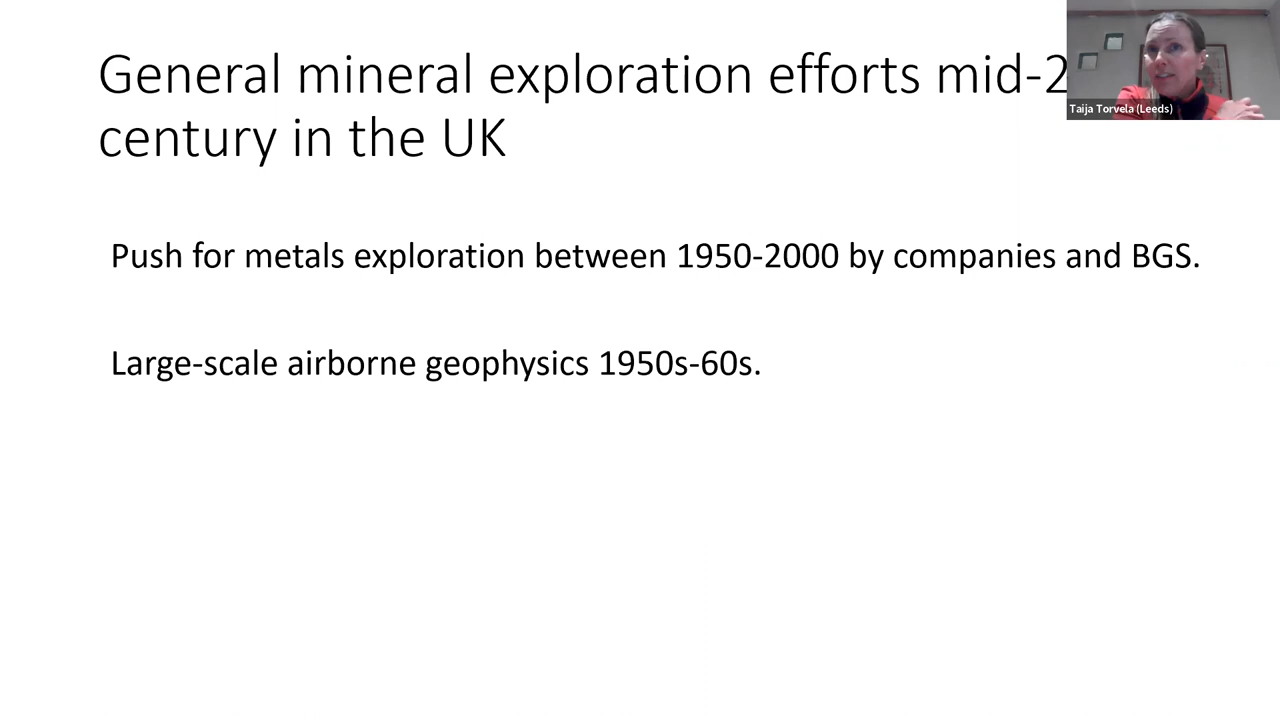 General mineral exploration efforts mid-2
century in the UK
Taija Torvela (Leeds)
Push for metals exploration between 1950-2000 by companies and BGS.
Large-scale airborne geophysics 1950s-60s.